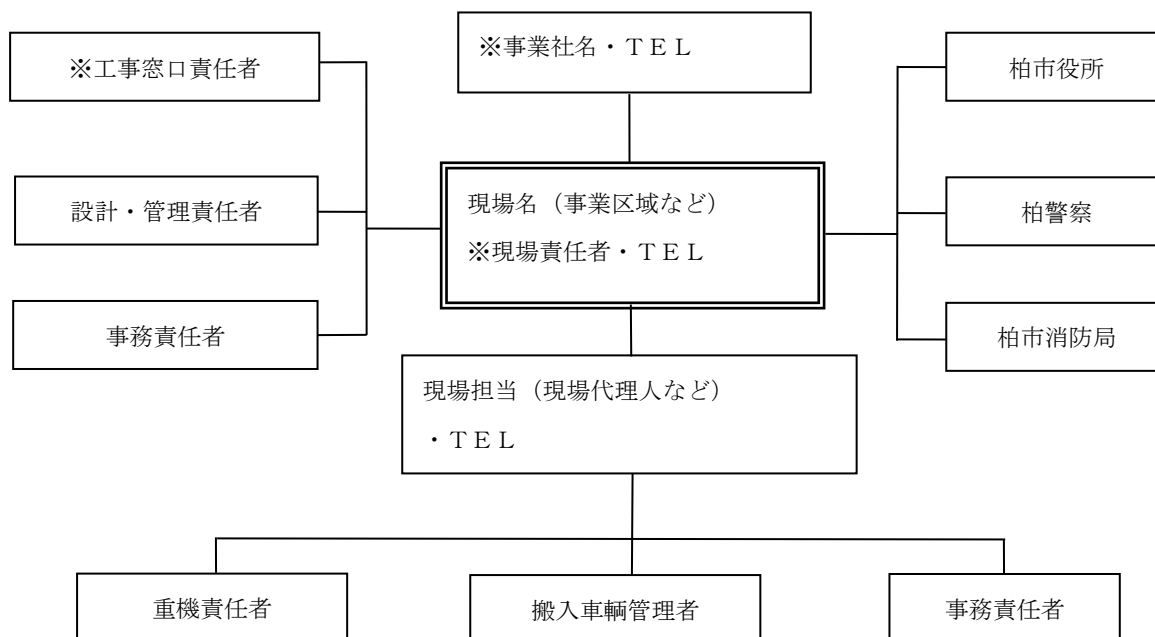 ※事業社名・ＴＥＬ
※工事窓口責任者
柏市役所
設計・管理責任者
現場名（事業区域など）
※現場責任者・ＴＥＬ
柏警察
事務責任者
柏市消防局
現場担当（現場代理人など）
・ＴＥＬ
重機責任者
搬入車輌管理者
事務責任者